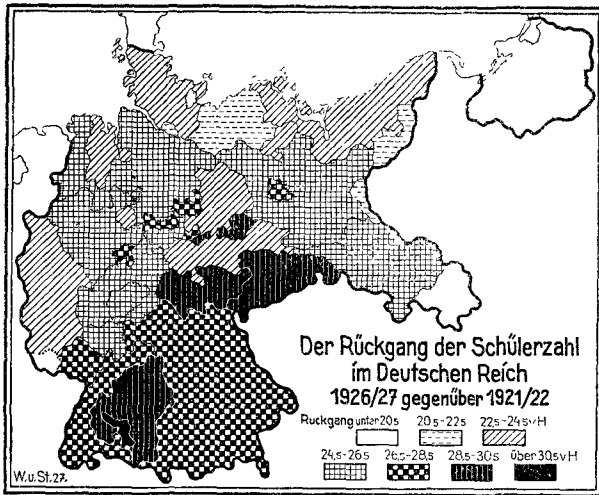 Der Rückgang der Schülerzahl
im Deutschen Reich
1926/27 gegenüber 1921/22
Rückgang unter 20,5 20,5-22,5 22,5-24,5 vH
24,5-26,5 26,5-28,5 28,5-30,5 über 30,5 vH
W.u.St.27.